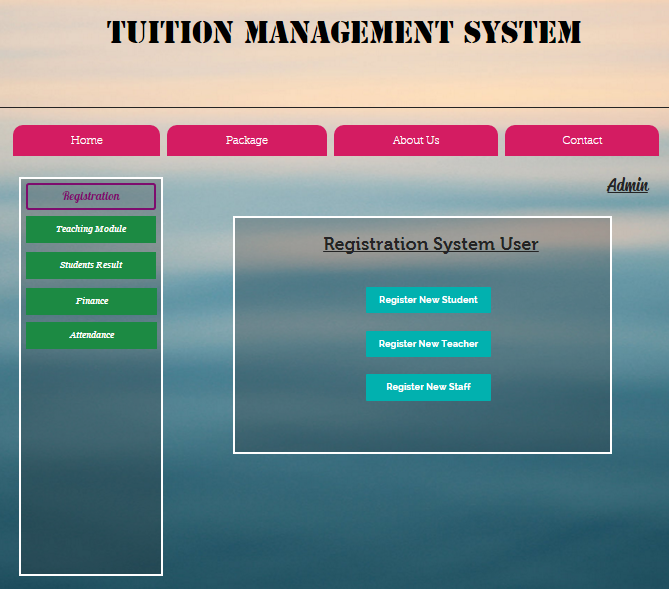 TUITION MANAGEMENT SYSTEM
Home
Package
About Us
Contact
Admin
Registration
Teaching Module
Students Result
Finance
Attendance
Registration System User
Register New Student
Register New Teacher
Register New Staff